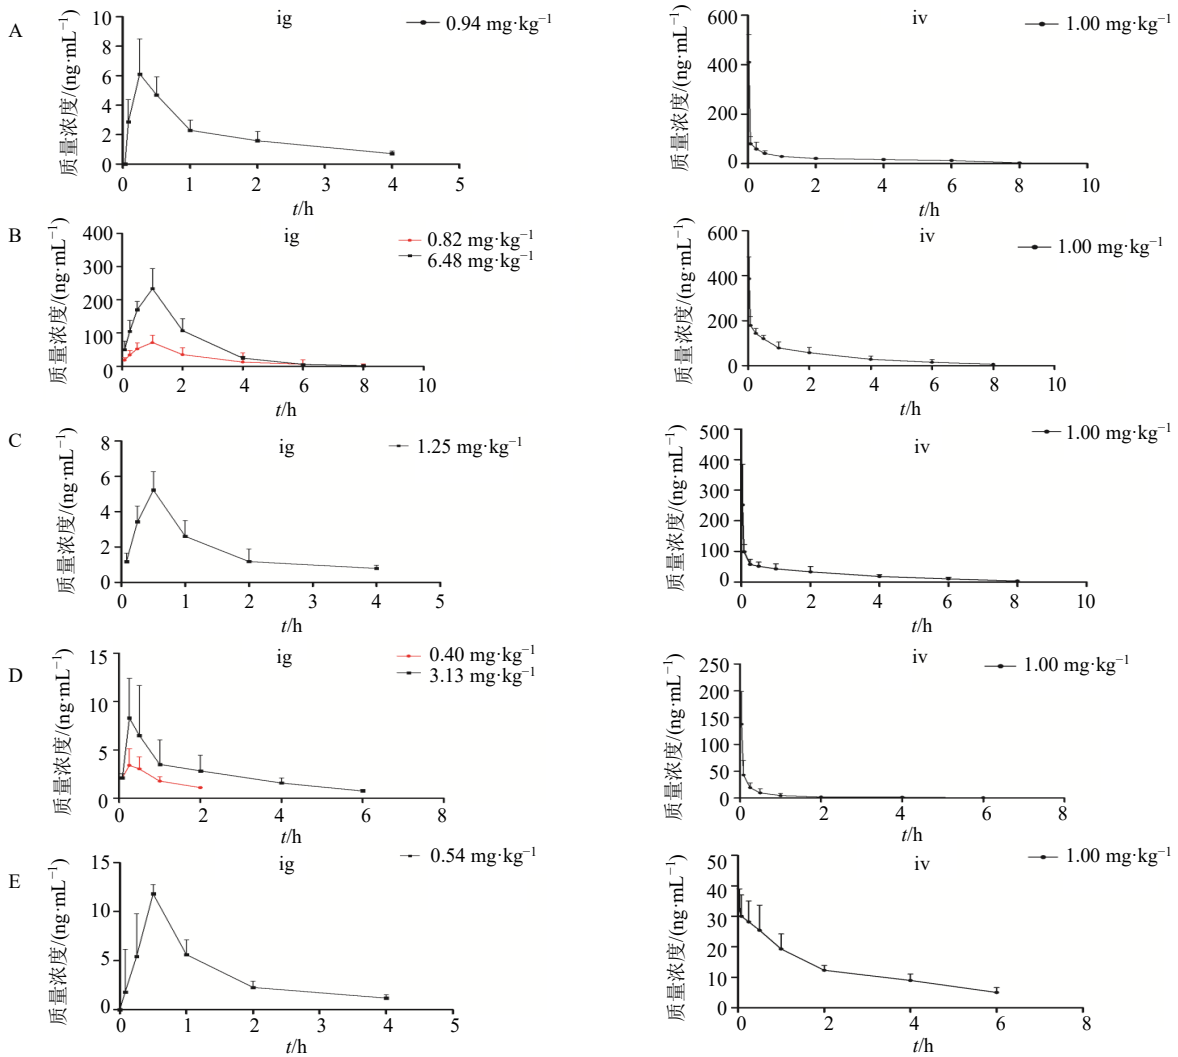 A
ig
0.94 mg·kg⁻¹
质量浓度/(ng·mL⁻¹)
10
8
6
4
2
0
0 1 2 3 4 5
t/h
iv
1.00 mg·kg⁻¹
质量浓度/(ng·mL⁻¹)
600
400
200
0
0 2 4 6 8 10
t/h
B
ig
0.82 mg·kg⁻¹
6.48 mg·kg⁻¹
质量浓度/(ng·mL⁻¹)
400
300
200
100
0
0 2 4 6 8 10
t/h
iv
1.00 mg·kg⁻¹
质量浓度/(ng·mL⁻¹)
600
400
200
0
0 2 4 6 8 10
t/h
C
ig
1.25 mg·kg⁻¹
质量浓度/(ng·mL⁻¹)
8
6
4
2
0
0 1 2 3 4 5
t/h
iv
1.00 mg·kg⁻¹
质量浓度/(ng·mL⁻¹)
500
400
300
200
100
0
0 2 4 6 8 10
t/h
D
ig
0.40 mg·kg⁻¹
3.13 mg·kg⁻¹
质量浓度/(ng·mL⁻¹)
15
10
5
0
0 2 4 6 8
t/h
iv
1.00 mg·kg⁻¹
质量浓度/(ng·mL⁻¹)
250
200
150
100
50
0
0 2 4 6 8
t/h
E
ig
0.54 mg·kg⁻¹
质量浓度/(ng·mL⁻¹)
15
10
5
0
0 1 2 3 4 5
t/h
iv
1.00 mg·kg⁻¹
质量浓度/(ng·mL⁻¹)
50
40
30
20
10
0
0 2 4 6 8
t/h